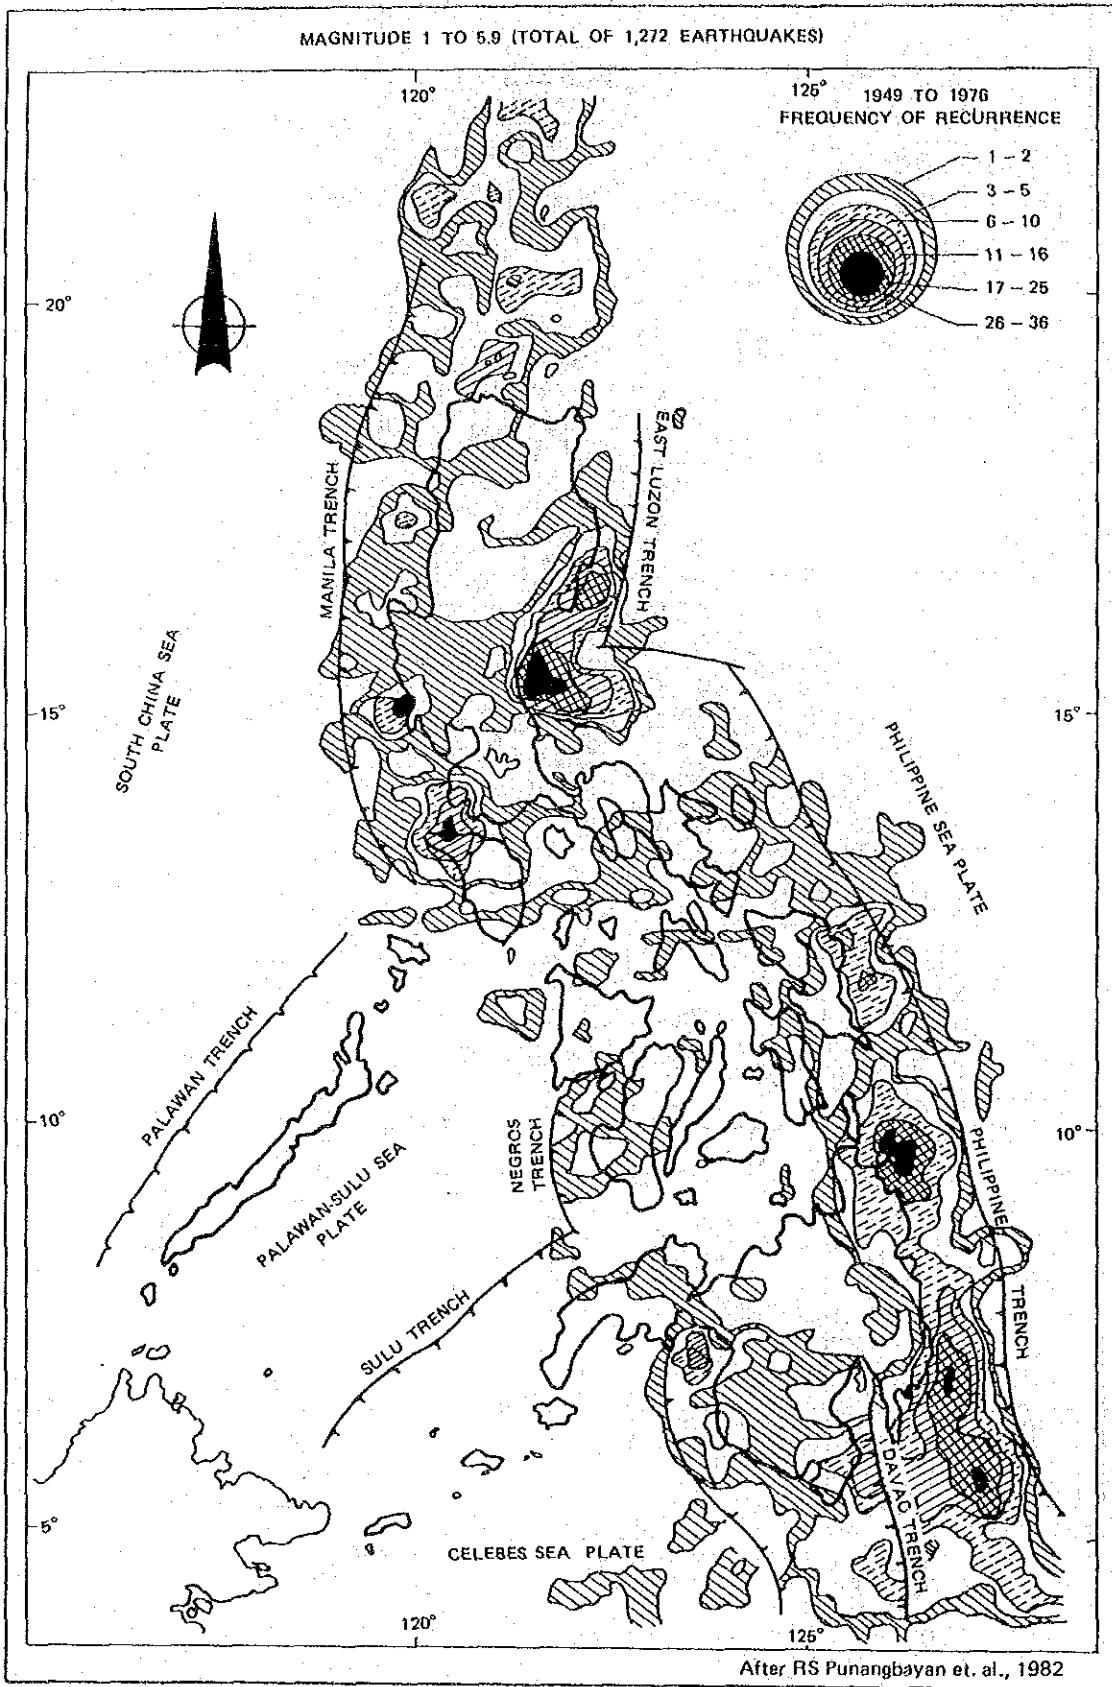 MAGNITUDE 1 TO 5.9 (TOTAL OF 1,272 EARTHQUAKES)
120°
125°
1949 TO 1976
FREQUENCY OF RECURRENCE
1 – 2
3 – 5
6 – 10
11 – 16
17 – 25
26 – 36
20°
MANILA TRENCH
EAST LUZON TRENCH
SOUTH CHINA SEA
PLATE
15°
15°
PHILIPPINE SEA PLATE
PALAWAN TRENCH
10°
10°
NEGROS
TRENCH
PALAWAN-SULU SEA
PLATE
PHILIPPINE
TRENCH
SULU TRENCH
DAVAO TRENCH
5°
CELEBES SEA PLATE
120°
125°
After RS Punangbayan et. al., 1982